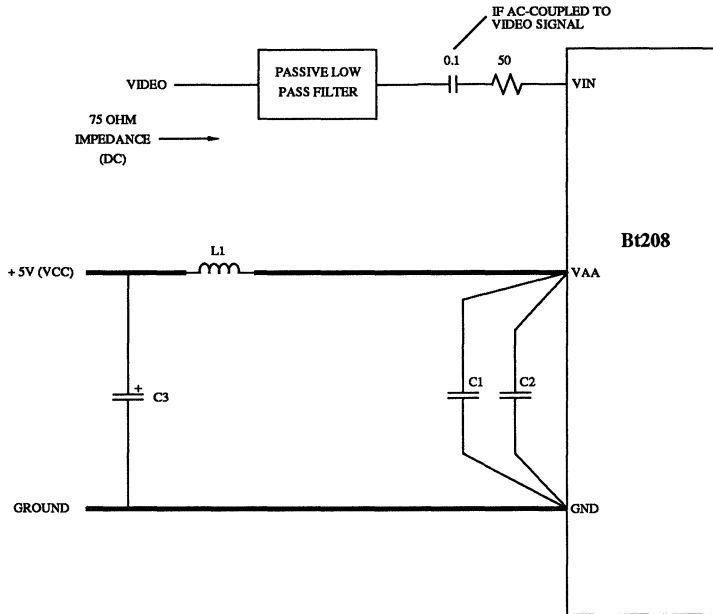 IF AC-COUPLED TO
VIDEO SIGNAL
0.1
50
VIDEO
PASSIVE LOW
PASS FILTER
VIN
75 OHM
IMPEDANCE
(DC)
Bt208
L1
+ 5V (VCC)
VAA
+
C3
C1
C2
GROUND
GND